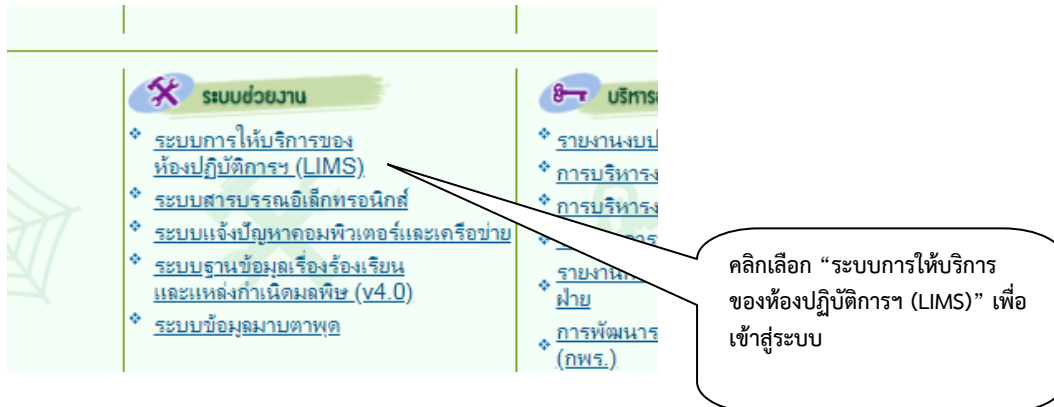 ระบบช่วยงาน
ระบบการให้บริการของ
ห้องปฏิบัติการฯ (LIMS)
ระบบสารบรรณอิเล็กทรอนิกส์
ระบบแจ้งปัญหาคอมพิวเตอร์และเครือข่าย
ระบบฐานข้อมูลเรื่องร้องเรียน
และแหล่งกำเนิดมลพิษ (v4.0)
ระบบข้อมูลมาบตาพุด
บริหาร
รายงานงบป
การบริหารง
การบริหารง
การ
รายงาน
ฝ่าย
การพัฒนาร
(กพร.)
คลิกเลือก “ระบบการให้บริการ
ของห้องปฏิบัติการฯ (LIMS)” เพื่อ
เข้าสู่ระบบ